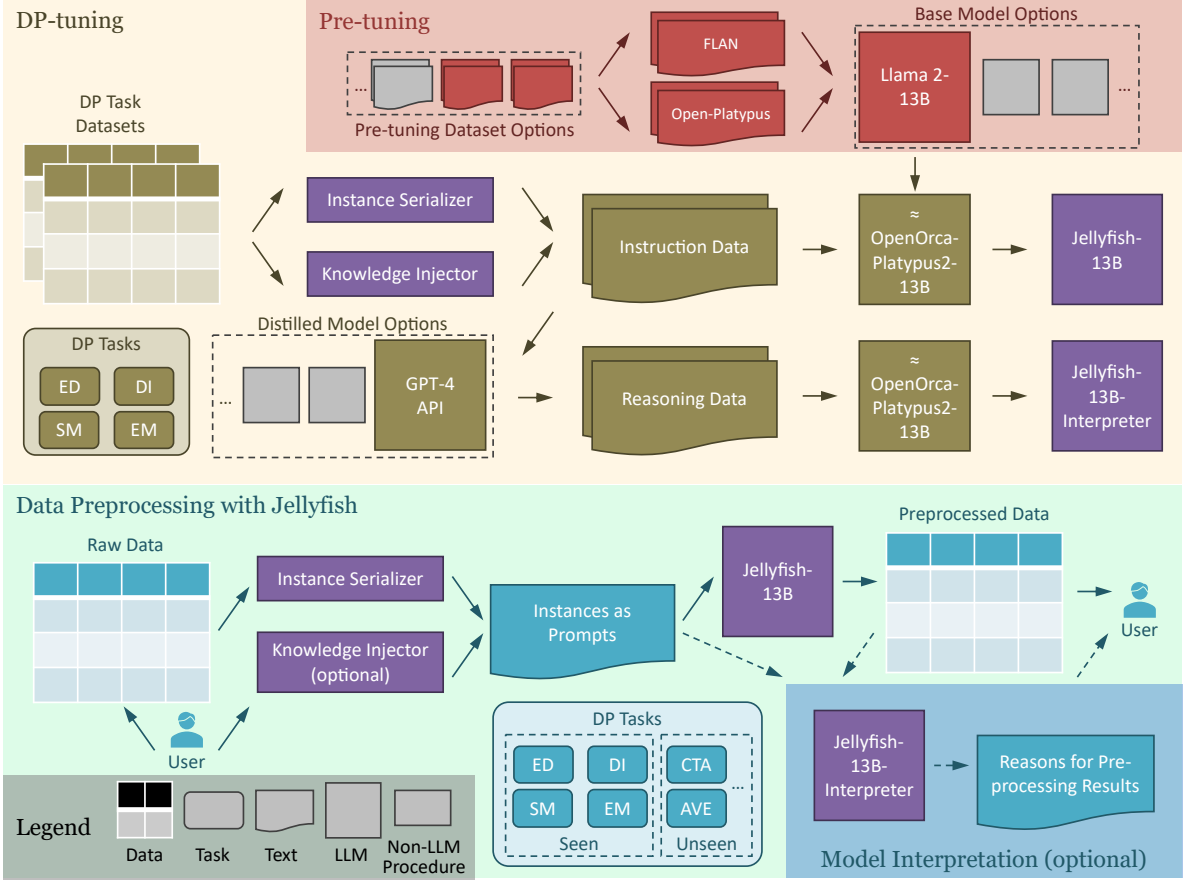 DP-tuning
Pre-tuning
Base Model Options
...
Pre-tuning Dataset Options
FLAN
Open-Platypus
Llama 2-
13B
...
DP Task
Datasets
Instance Serializer
Knowledge Injector
Instruction Data
≈
OpenOrca-
Platypus2-
13B
Jellyfish-
13B
DP Tasks
ED
DI
SM
EM
Distilled Model Options
...
GPT-4
API
Reasoning Data
≈
OpenOrca-
Platypus2-
13B
Jellyfish-
13B-
Interpreter
Data Preprocessing with Jellyfish
Raw Data
Instance Serializer
Knowledge Injector
(optional)
User
Instances as
Prompts
Jellyfish-
13B
Preprocessed Data
User
DP Tasks
ED
DI
SM
EM
Seen
CTA
AVE
...
Unseen
Jellyfish-
13B-
Interpreter
Reasons for Pre-
processing Results
Model Interpretation (optional)
Legend
Data
Task
Text
LLM
Non-LLM
Procedure